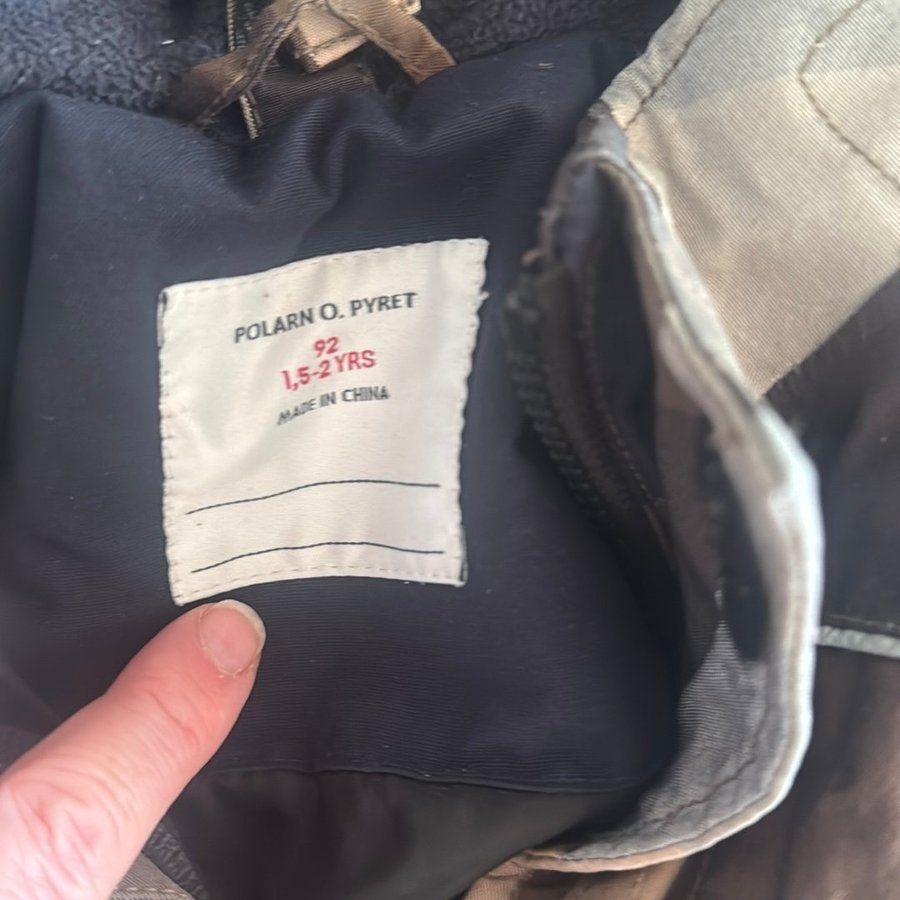 POLARN O. PYRET
92
1,5-2 YRS
MADE IN CHINA